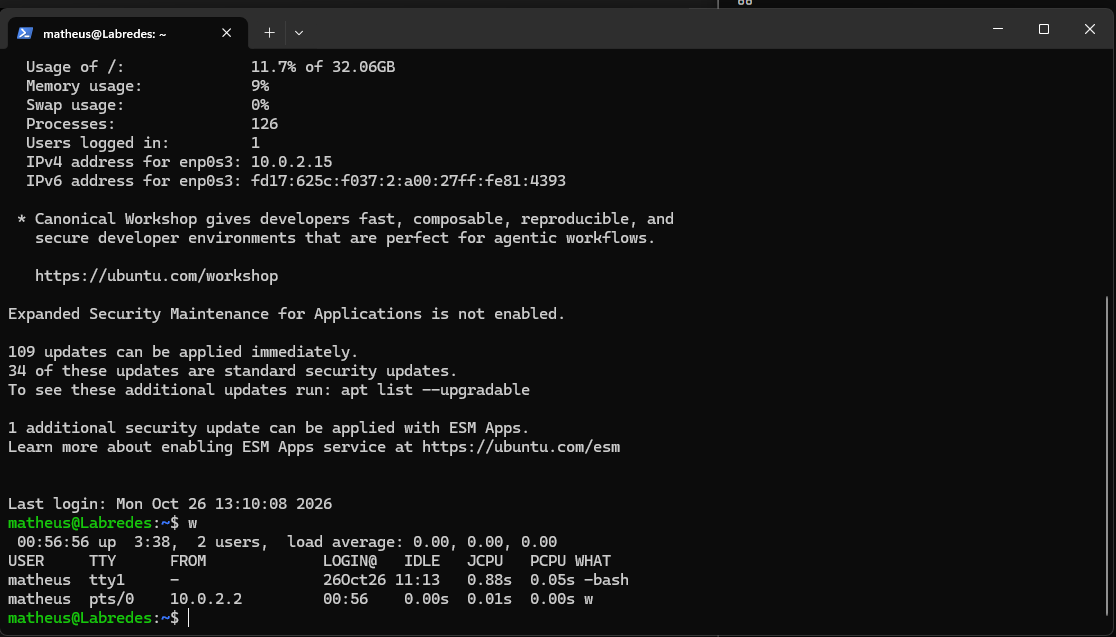 matheus@Labredes: ~
Usage of /: 11.7% of 32.06GB
Memory usage: 9%
Swap usage: 0%
Processes: 126
Users logged in: 1
IPv4 address for enp0s3: 10.0.2.15
IPv6 address for enp0s3: fd17:625c:f037:2:a00:27ff:fe81:4393
* Canonical Workshop gives developers fast, composable, reproducible, and
secure developer environments that are perfect for agentic workflows.
https://ubuntu.com/workshop
Expanded Security Maintenance for Applications is not enabled.
109 updates can be applied immediately.
34 of these updates are standard security updates.
To see these additional updates run: apt list --upgradable
1 additional security update can be applied with ESM Apps.
Learn more about enabling ESM Apps service at https://ubuntu.com/esm
Last login: Mon Oct 26 13:10:08 2026
matheus@Labredes:~$ w
00:56:56 up  3:38,  2 users,  load average: 0.00, 0.00, 0.00
USER     TTY      FROM             LOGIN@   IDLE   JCPU   PCPU WHAT
matheus  tty1     -                26Oct26 11:13   0.88s  0.05s -bash
matheus  pts/0    10.0.2.2         00:56    0.00s  0.01s  0.00s w
matheus@Labredes:~$